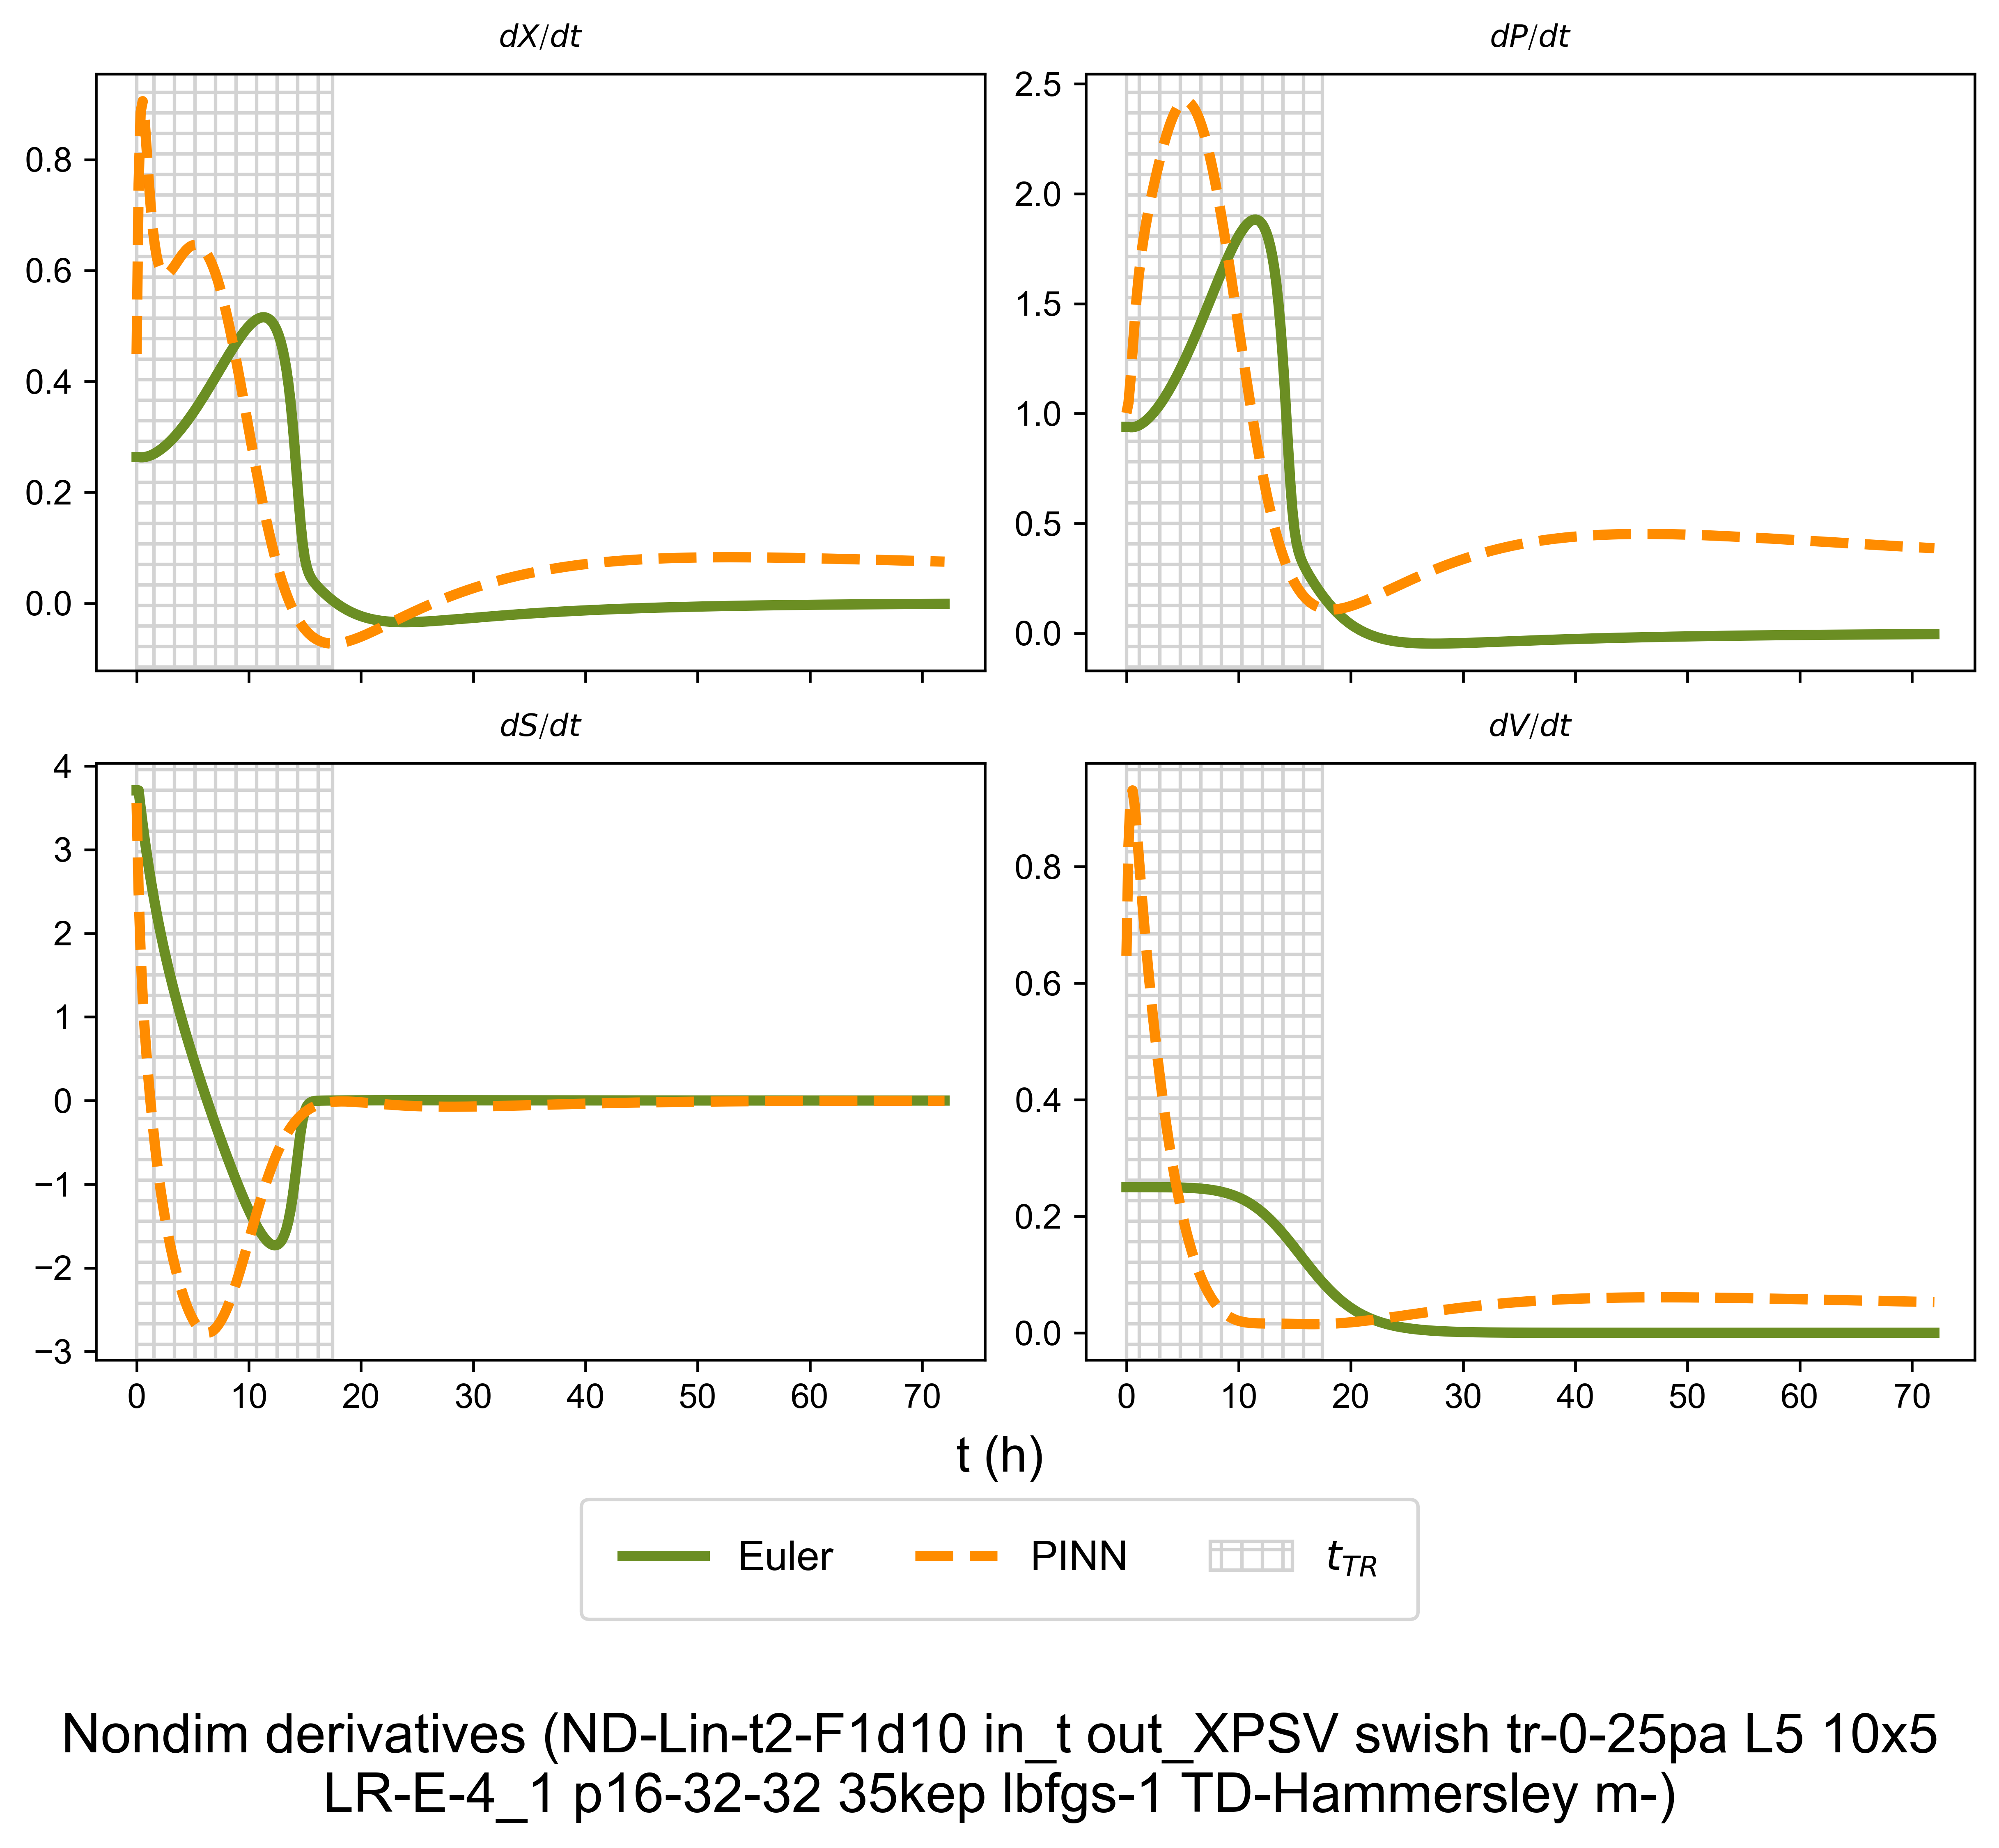 dX/dt
dP/dt
0.8
0.6
0.4
0.2
0.0
2.5
2.0
1.5
1.0
0.5
0.0
dS/dt
dV/dt
4
3
2
1
0
−1
−2
−3
0 10 20 30 40 50 60 70
0.8
0.6
0.4
0.2
0.0
0 10 20 30 40 50 60 70
t (h)
Euler PINN t_TR
Nondim derivatives (ND-Lin-t2-F1d10 in_t out_XPSV swish tr-0-25pa L5 10x5
LR-E-4_1 p16-32-32 35kep lbfgs-1 TD-Hammersley m-)